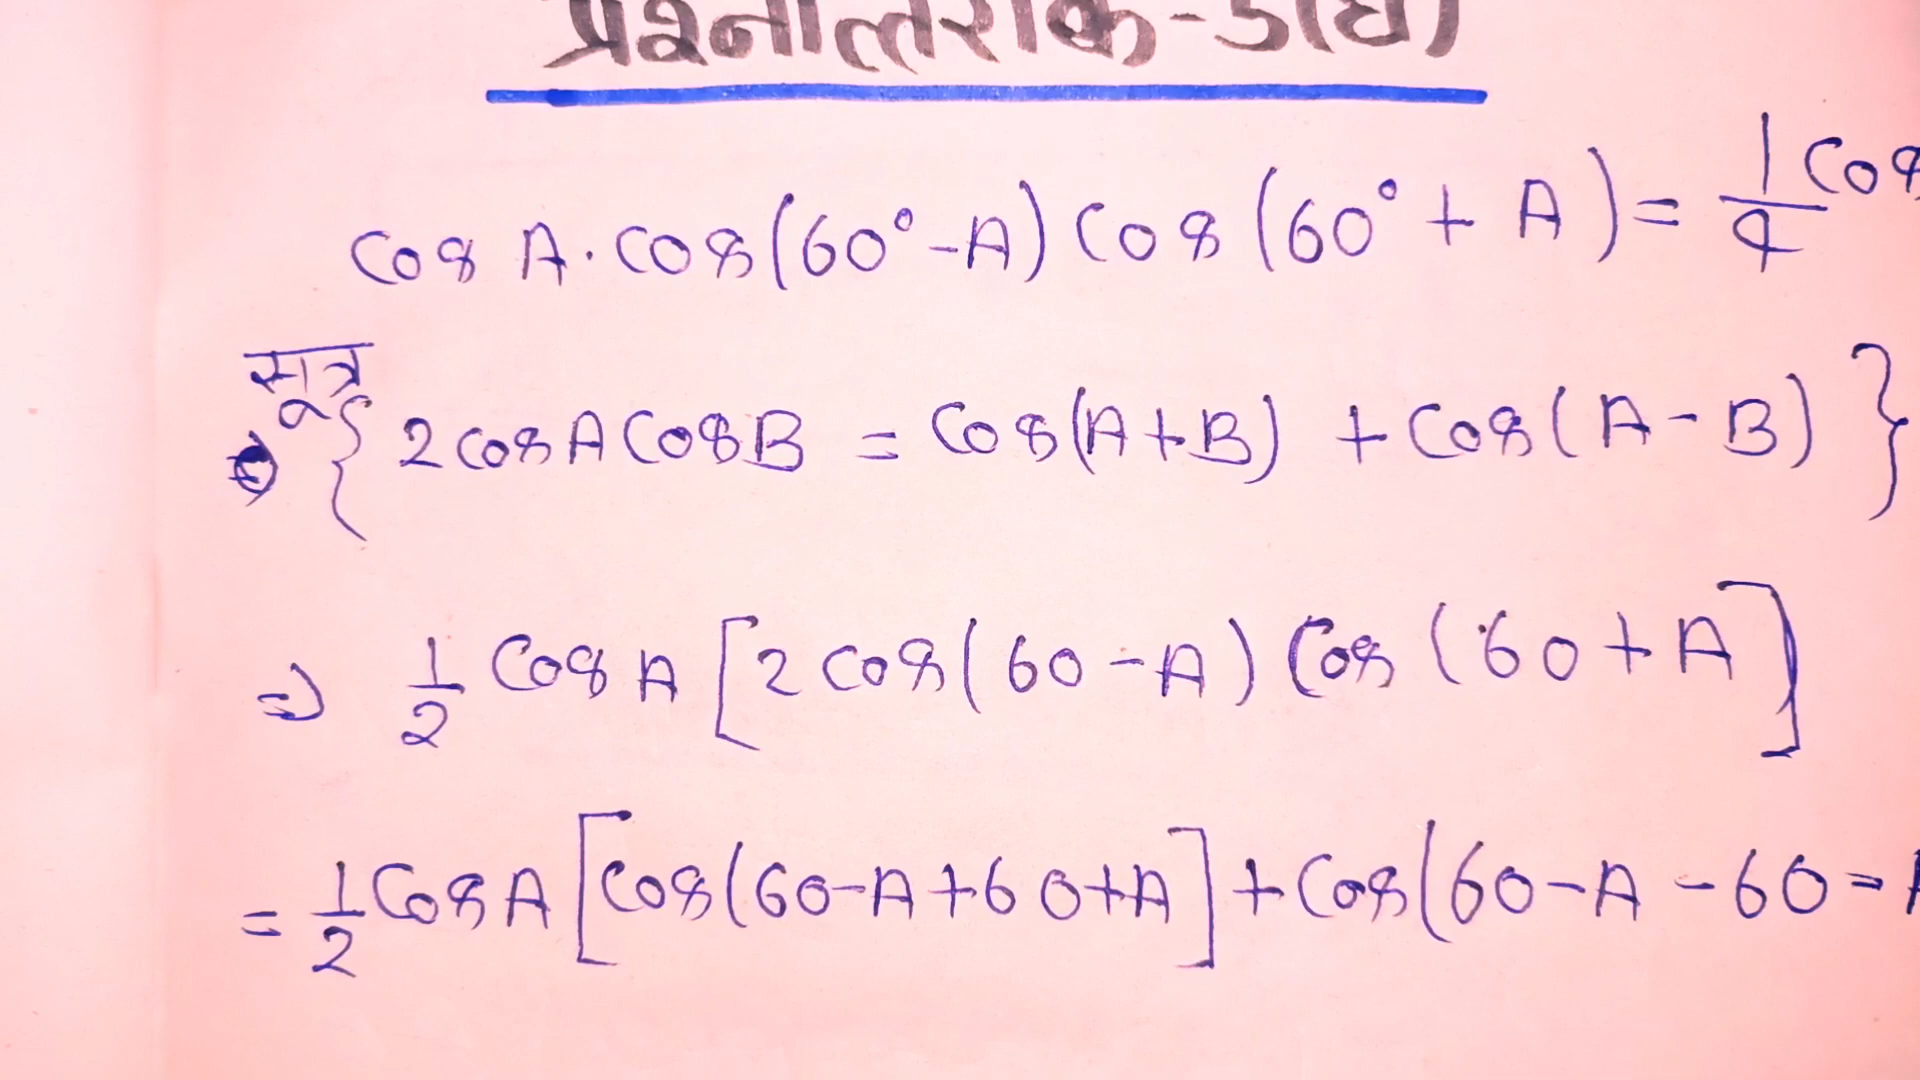 प्रश्नोत्तरांक-5(घ)
Cos A . Cos (60° - A) Cos (60° + A) = 1/4 Cos
सूत्र
{ 2 Cos A Cos B = Cos (A + B) + Cos (A - B) }
⇒ 1/2 Cos A [ 2 Cos ( 60 - A ) Cos ( 60 + A ]
= 1/2 Cos A [ Cos ( 60 - A + 60 + A ] + Cos ( 60 - A - 60 - A